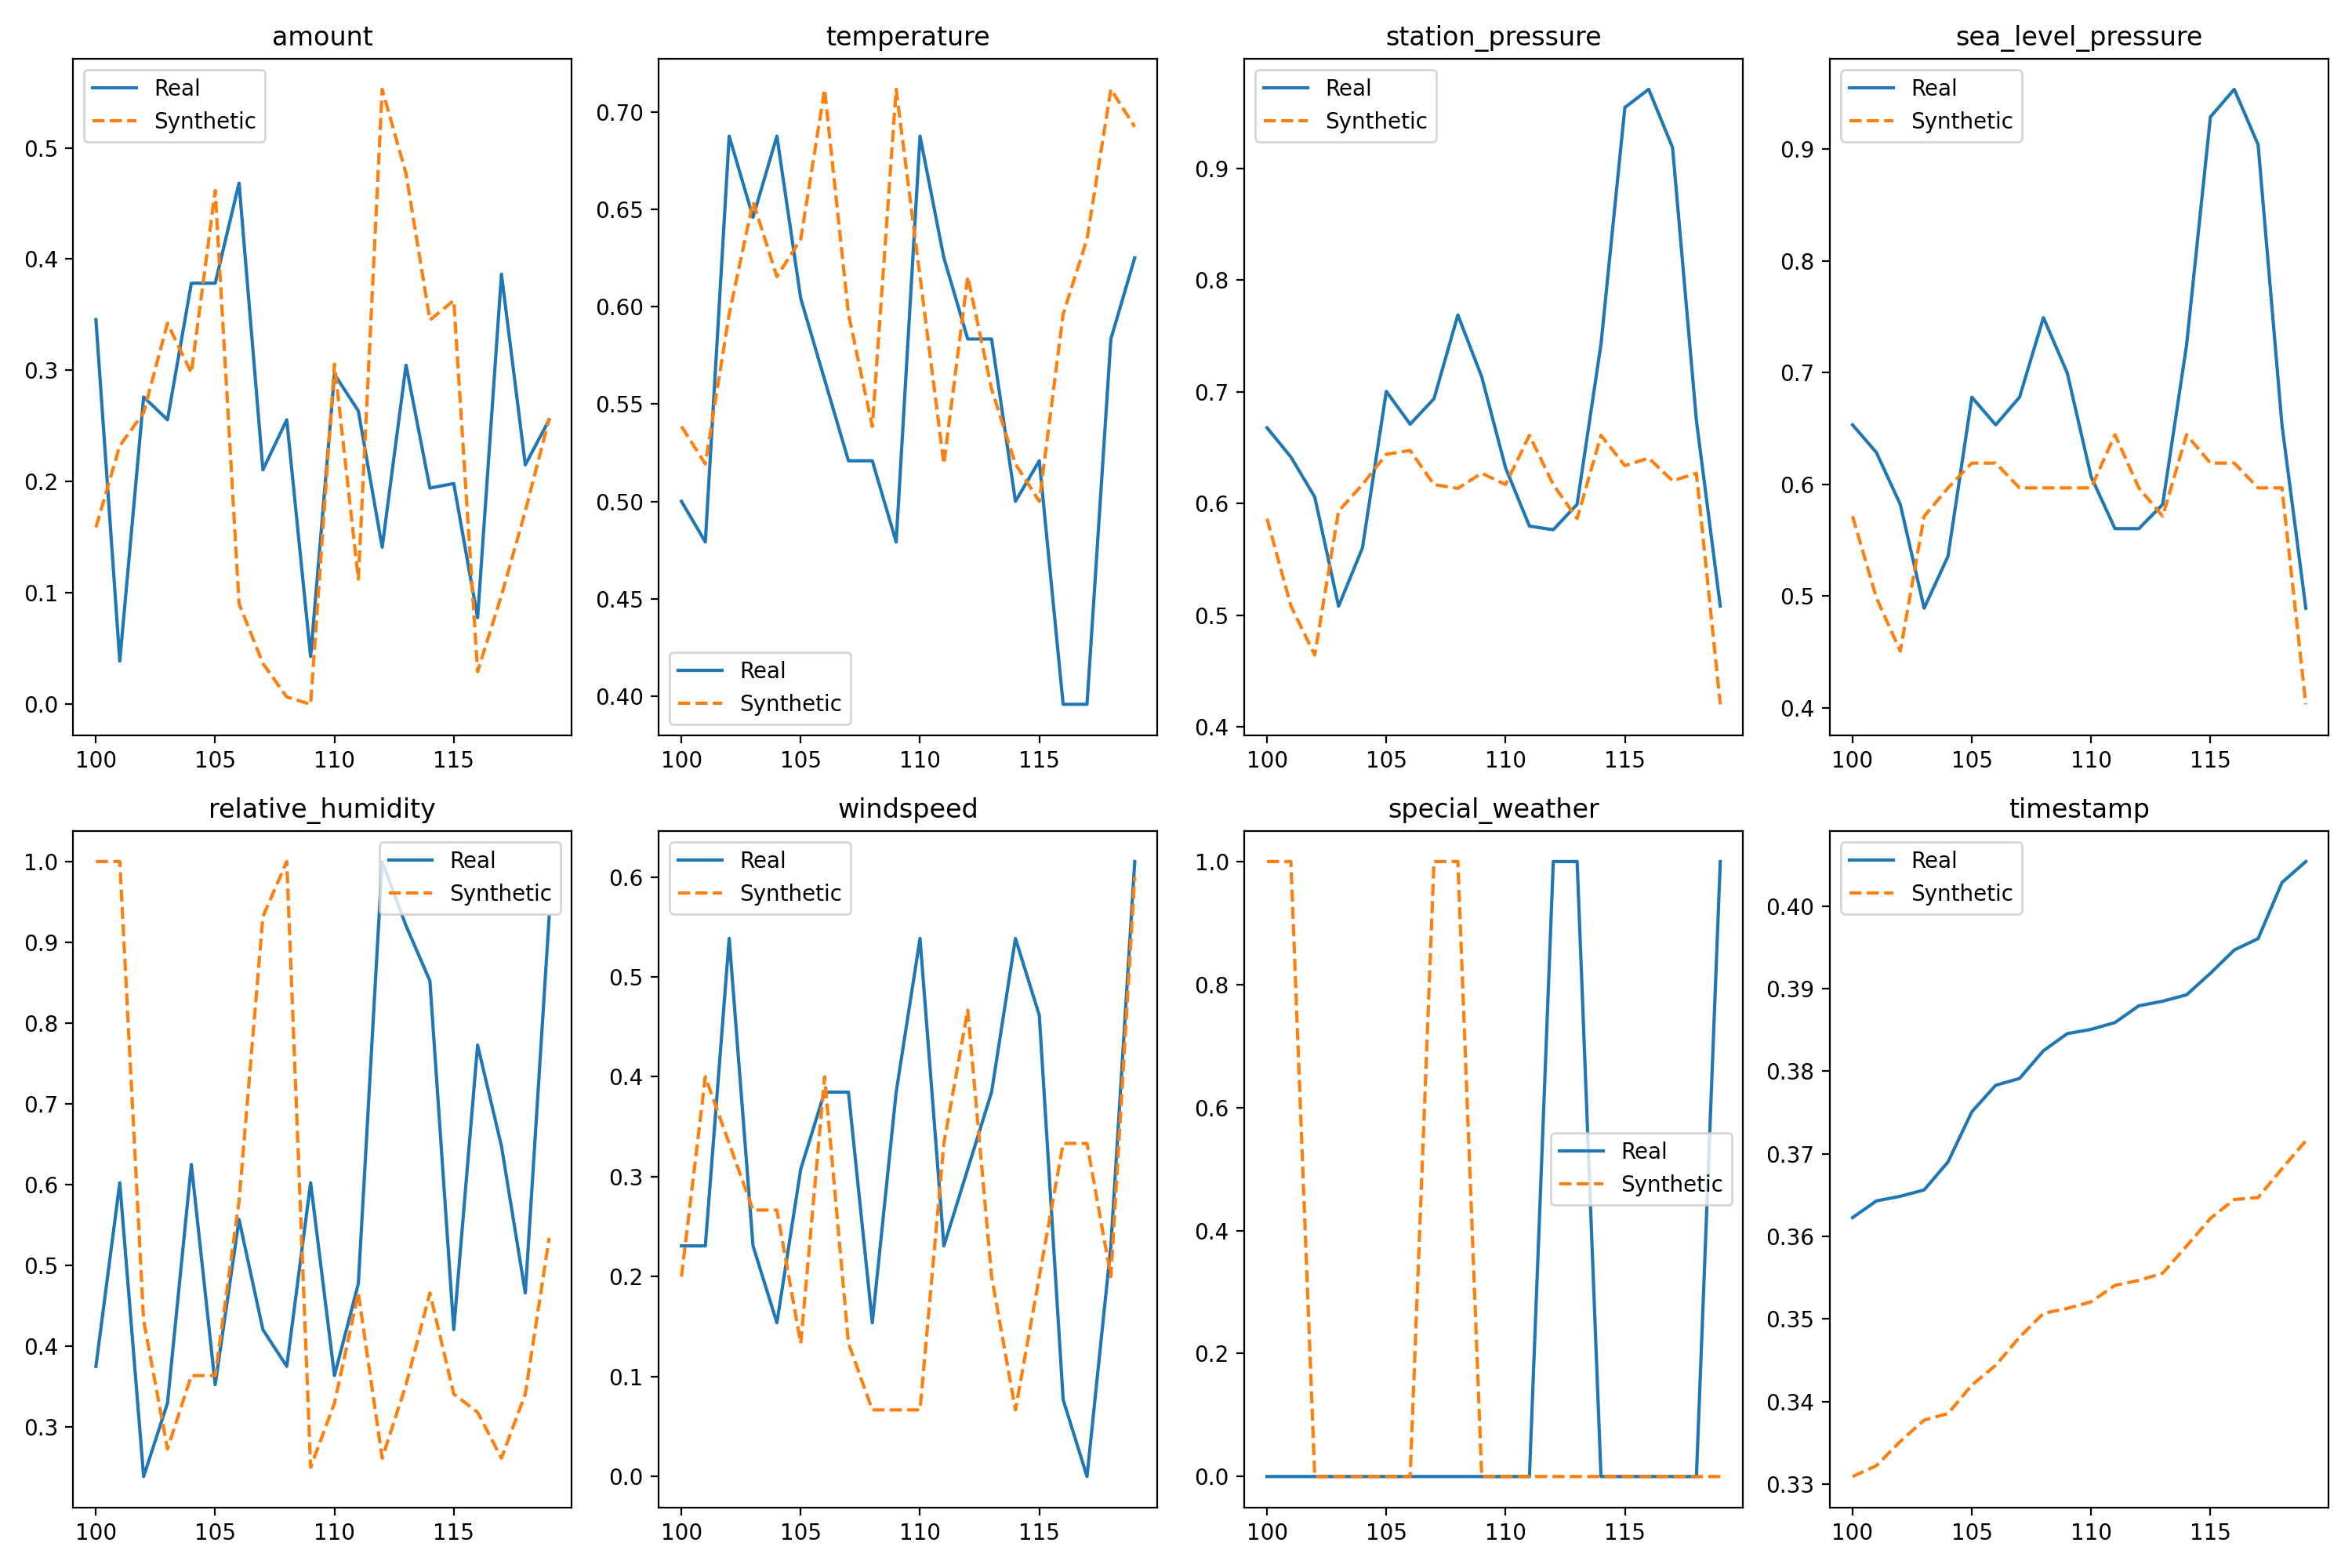 amount
Real
Synthetic
0.5
0.4
0.3
0.2
0.1
0.0
100 105 110 115
temperature
0.70
0.65
0.60
0.55
0.50
0.45
0.40
Real
Synthetic
100 105 110 115
station_pressure
Real
Synthetic
0.9
0.8
0.7
0.6
0.5
0.4
100 105 110 115
sea_level_pressure
Real
Synthetic
0.9
0.8
0.7
0.6
0.5
0.4
100 105 110 115
relative_humidity
Real
Synthetic
1.0
0.9
0.8
0.7
0.6
0.5
0.4
0.3
100 105 110 115
windspeed
Real
Synthetic
0.6
0.5
0.4
0.3
0.2
0.1
0.0
100 105 110 115
special_weather
1.0
0.8
0.6
0.4
0.2
0.0
Real
Synthetic
100 105 110 115
timestamp
Real
Synthetic
0.40
0.39
0.38
0.37
0.36
0.35
0.34
0.33
100 105 110 115